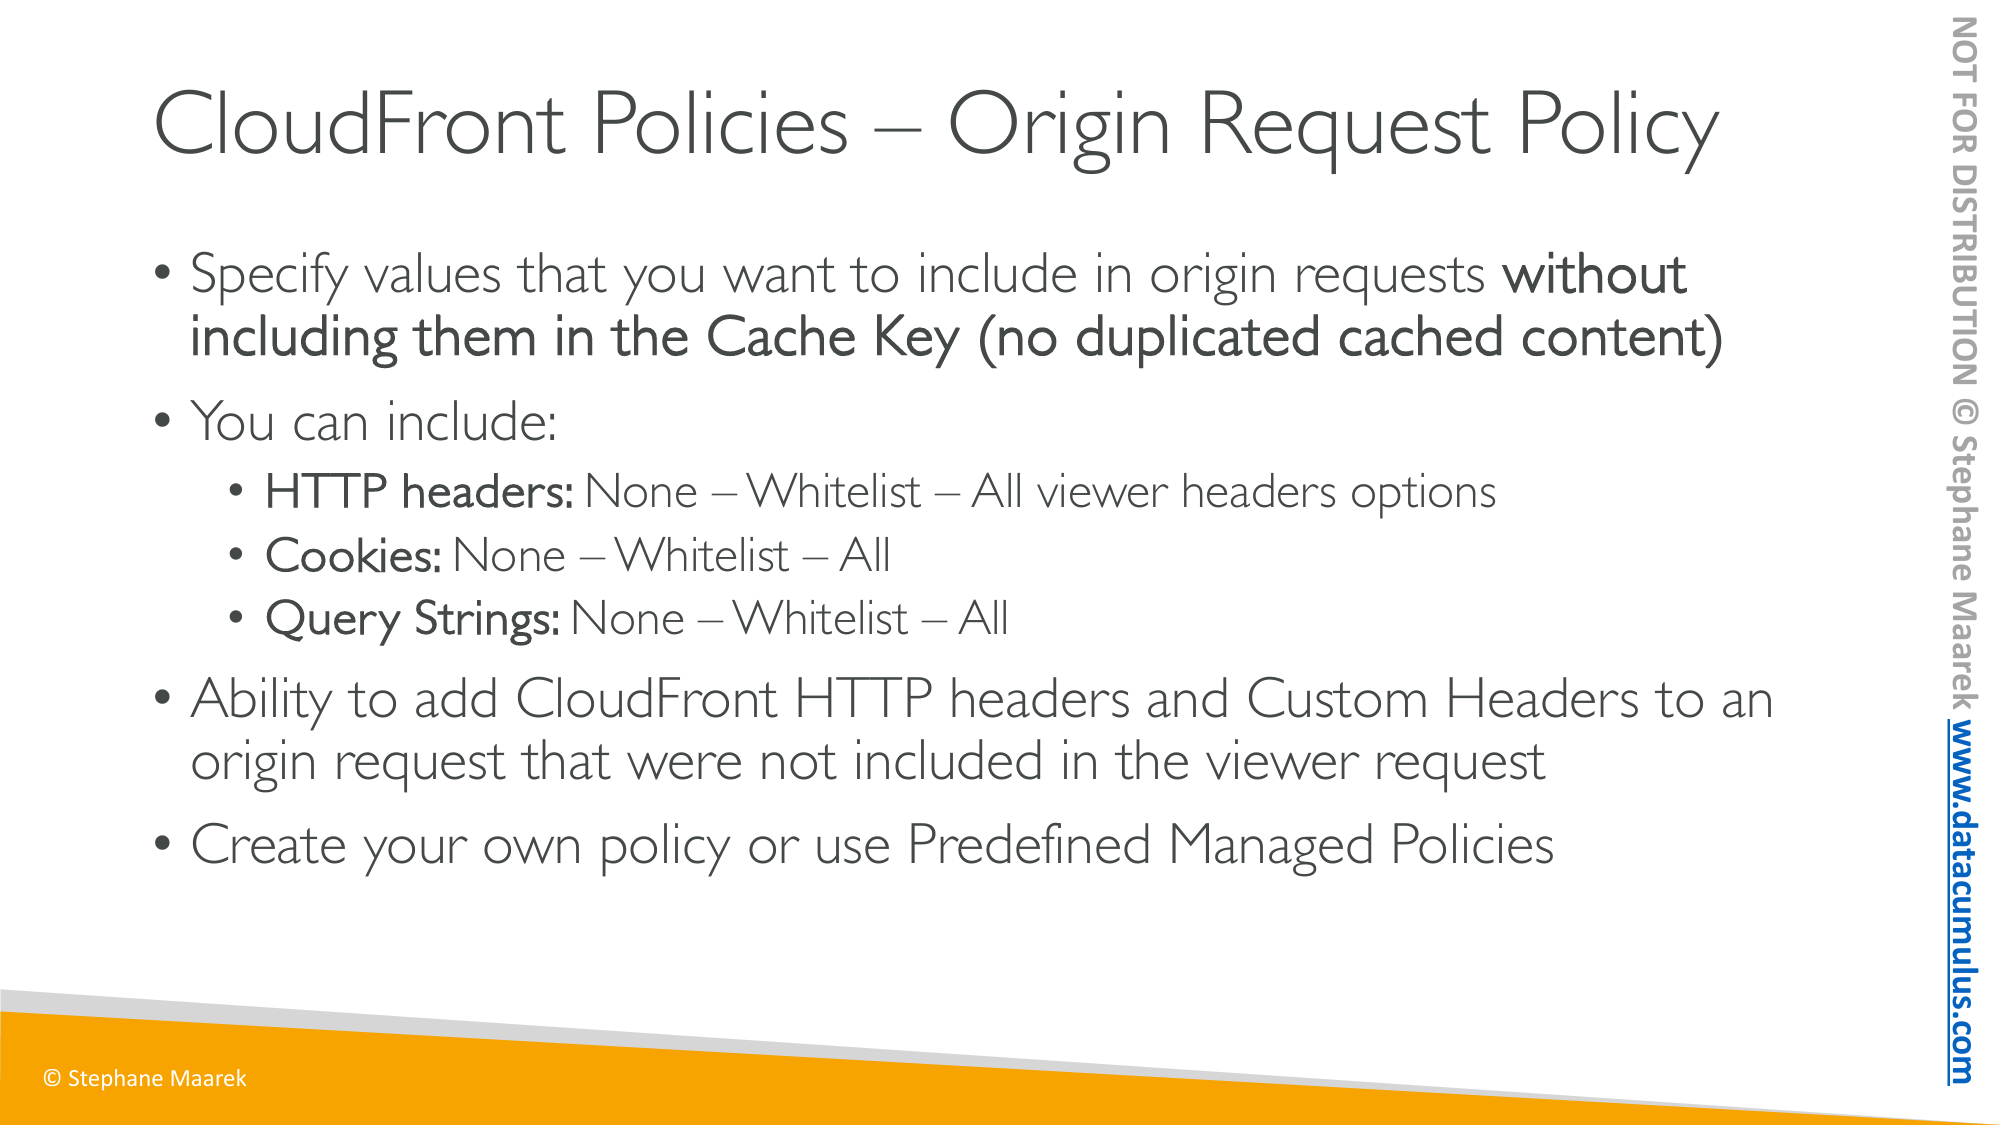 CloudFront Policies – Origin Request Policy
• Specify values that you want to include in origin requests without
including them in the Cache Key (no duplicated cached content)
• You can include:
• HTTP headers: None – Whitelist – All viewer headers options
• Cookies: None – Whitelist – All
• Query Strings: None – Whitelist – All
• Ability to add CloudFront HTTP headers and Custom Headers to an
origin request that were not included in the viewer request
• Create your own policy or use Predefined Managed Policies
© Stephane Maarek
NOT FOR DISTRIBUTION © Stephane Maarek www.datacumulus.com